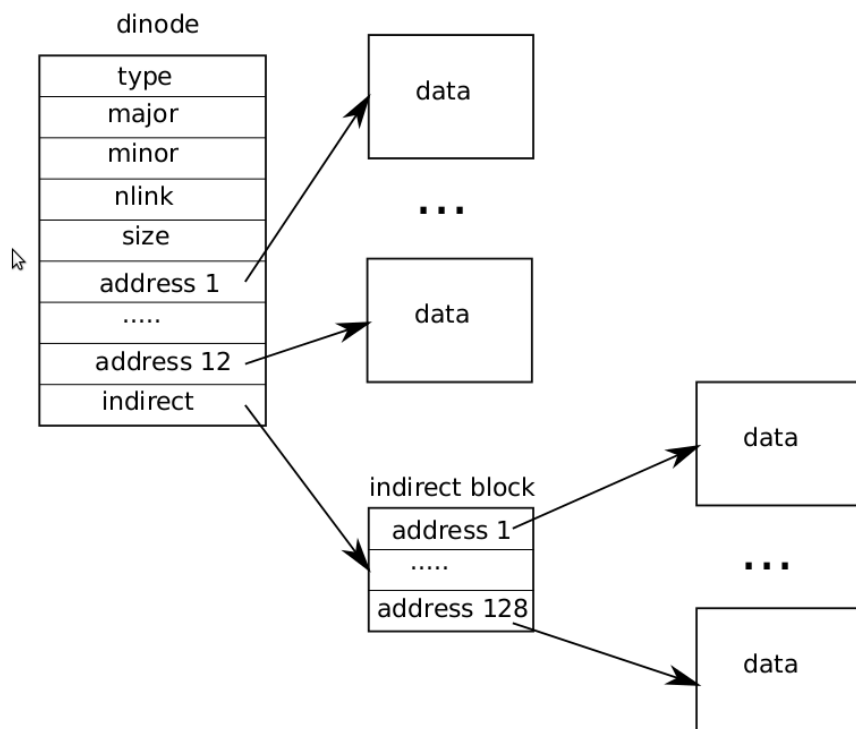 dinode
type
major
minor
nlink
size
address 1
.....
address 12
indirect
data
...
data
indirect block
address 1
.....
address 128
data
...
data